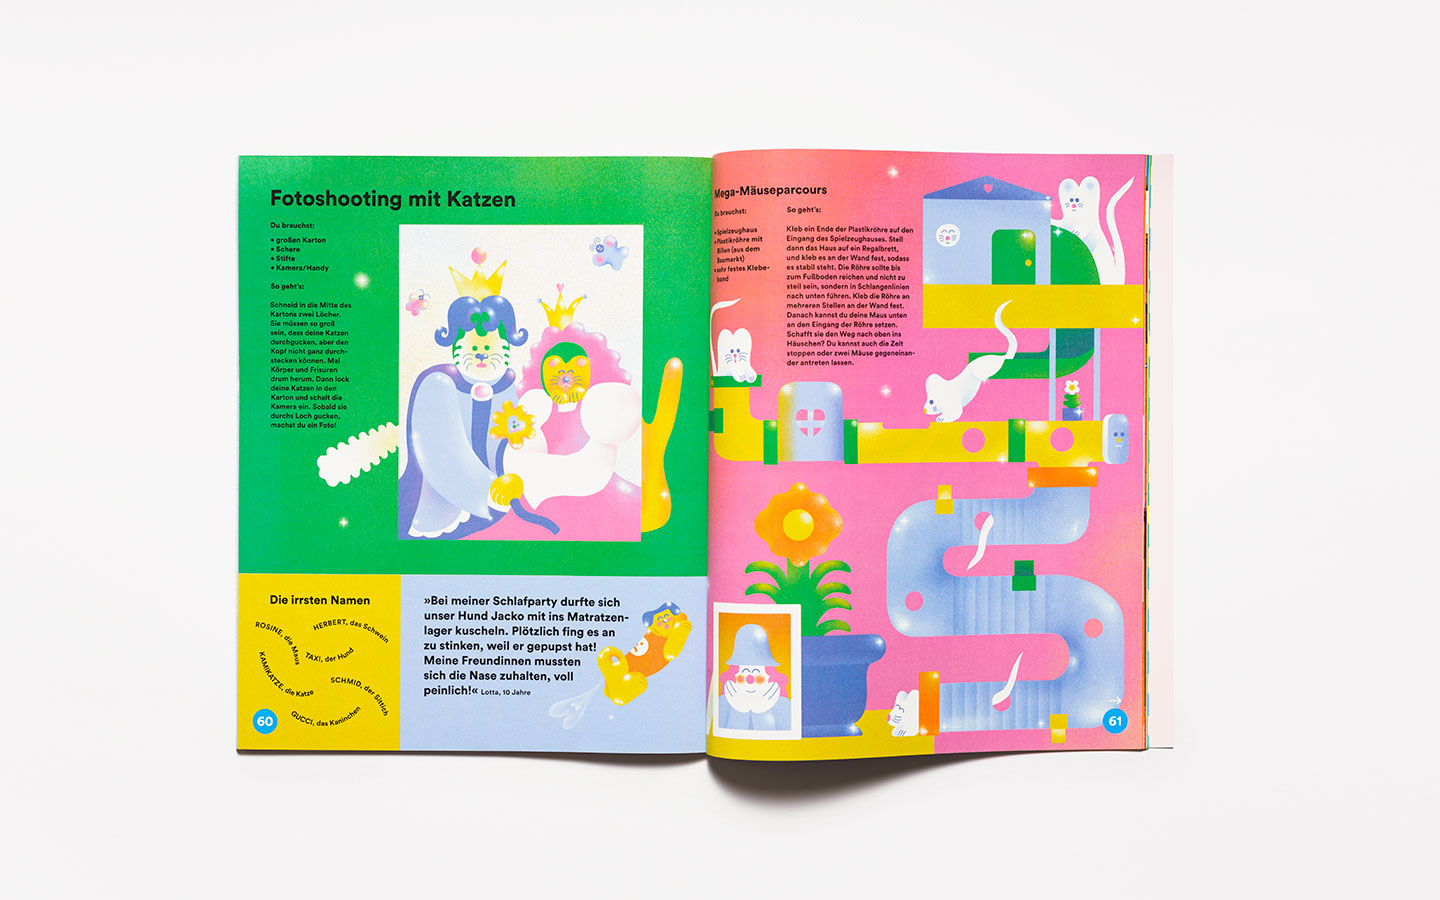 Fotoshooting mit Katzen
Du brauchst:
• großen Karton
• Schere
• Stifte
• Kamera/Handy
So geht's:
Schneid in die Mitte des
Kartons zwei Löcher.
Sie müssen so groß
sein, dass deine Katzen
durchgucken, aber den
Kopf nicht ganz durch-
stecken können. Mal
Körper und Frisuren
drum herum. Dann lock
deine Katzen in den
Karton und schalt die
Kamera ein. Sobald sie
durchs Loch gucken,
machst du ein Foto!
Die irrsten Namen
ROSINE, die Maus
HERBERT, das Schwein
TAXI, der Hund
KAMIKATZE, die Katze
SCHMID, der Sittich
GUCCI, das Kaninchen
60
»Bei meiner Schlafparty durfte sich
unser Hund Jacko mit ins Matratzen-
lager kuscheln. Plötzlich fing es an
zu stinken, weil er gepupst hat!
Meine Freundinnen mussten
sich die Nase zuhalten, voll
peinlich!« Lotta, 10 Jahre
Mega-Mäuseparcours
Du brauchst:
• Spielzeughaus
• Plastikröhre mit
Rillen (aus dem
Baumarkt)
• sehr festes Klebe-
band
So geht's:
Kleb ein Ende der Plastikröhre auf den
Eingang des Spielzeughauses. Stell
dann das Haus auf ein Regalbrett,
und kleb es an der Wand fest, sodass
es stabil steht. Die Röhre sollte bis
zum Fußboden reichen und nicht zu
steil sein, sondern in Schlangenlinien
nach unten führen. Kleb die Röhre an
mehreren Stellen an der Wand fest.
Danach kannst du deine Maus unten
an den Eingang der Röhre setzen.
Schafft sie den Weg nach oben ins
Häuschen? Du kannst auch die Zeit
stoppen oder zwei Mäuse gegeneinan-
der antreten lassen.
61